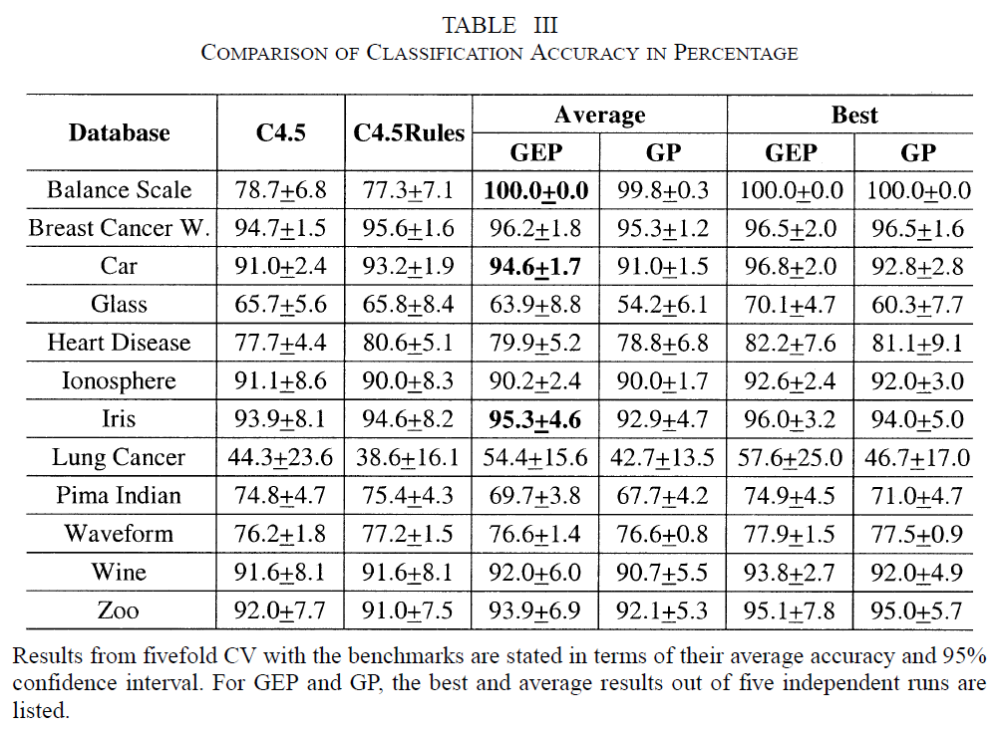 TABLE III
COMPARISON OF CLASSIFICATION ACCURACY IN PERCENTAGE
Database C4.5 C4.5Rules Average Best
GEP GP GEP GP
Balance Scale 78.7±6.8 77.3±7.1 100.0±0.0 99.8±0.3 100.0±0.0 100.0±0.0
Breast Cancer W. 94.7±1.5 95.6±1.6 96.2±1.8 95.3±1.2 96.5±2.0 96.5±1.6
Car 91.0±2.4 93.2±1.9 94.6±1.7 91.0±1.5 96.8±2.0 92.8±2.8
Glass 65.7±5.6 65.8±8.4 63.9±8.8 54.2±6.1 70.1±4.7 60.3±7.7
Heart Disease 77.7±4.4 80.6±5.1 79.9±5.2 78.8±6.8 82.2±7.6 81.1±9.1
Ionosphere 91.1±8.6 90.0±8.3 90.2±2.4 90.0±1.7 92.6±2.4 92.0±3.0
Iris 93.9±8.1 94.6±8.2 95.3±4.6 92.9±4.7 96.0±3.2 94.0±5.0
Lung Cancer 44.3±23.6 38.6±16.1 54.4±15.6 42.7±13.5 57.6±25.0 46.7±17.0
Pima Indian 74.8±4.7 75.4±4.3 69.7±3.8 67.7±4.2 74.9±4.5 71.0±4.7
Waveform 76.2±1.8 77.2±1.5 76.6±1.4 76.6±0.8 77.9±1.5 77.5±0.9
Wine 91.6±8.1 91.6±8.1 92.0±6.0 90.7±5.5 93.8±2.7 92.0±4.9
Zoo 92.0±7.7 91.0±7.5 93.9±6.9 92.1±5.3 95.1±7.8 95.0±5.7
Results from fivefold CV with the benchmarks are stated in terms of their average accuracy and 95%
confidence interval. For GEP and GP, the best and average results out of five independent runs are
listed.